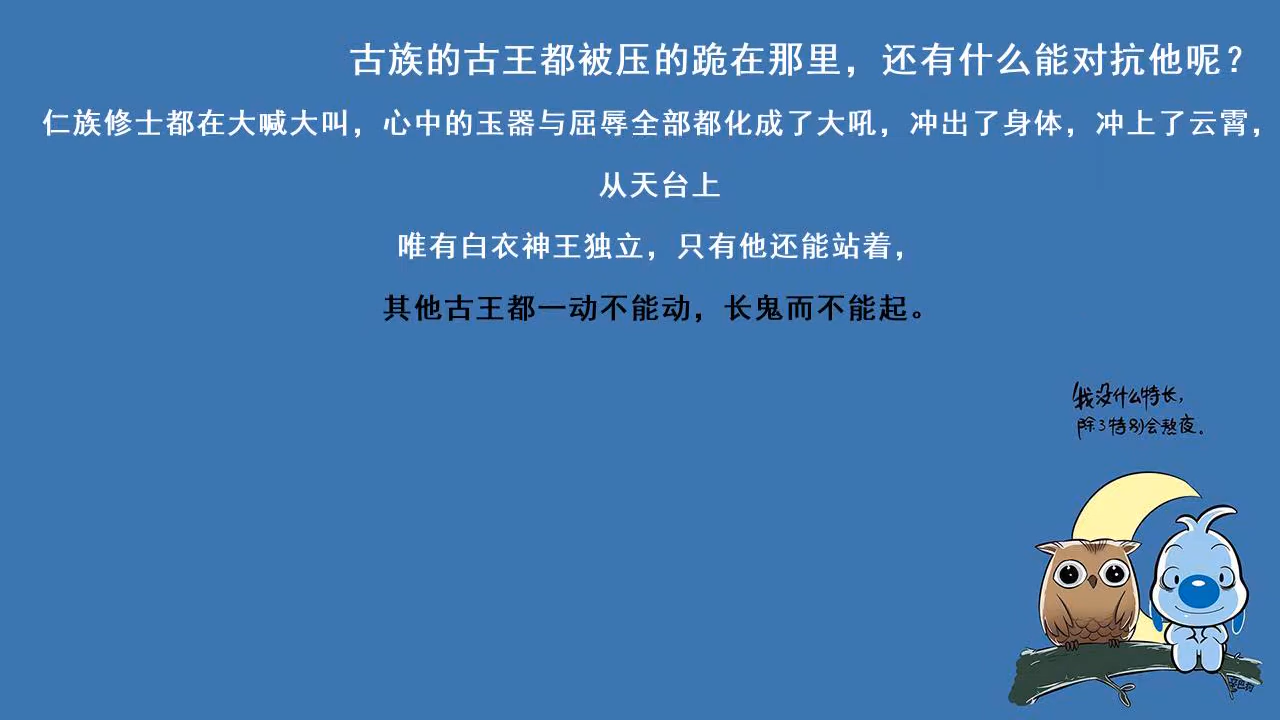 古族的古王都被压的跪在那里，还有什么能对抗他呢？
仁族修士都在大喊大叫，心中的玉器与屈辱全部都化成了大吼，冲出了身体，冲上了云霄，
从天台上
唯有白衣神王独立，只有他还能站着，
其他古王都一动不能动，长鬼而不能起。
我没什么特长，
除了特别会熬夜。